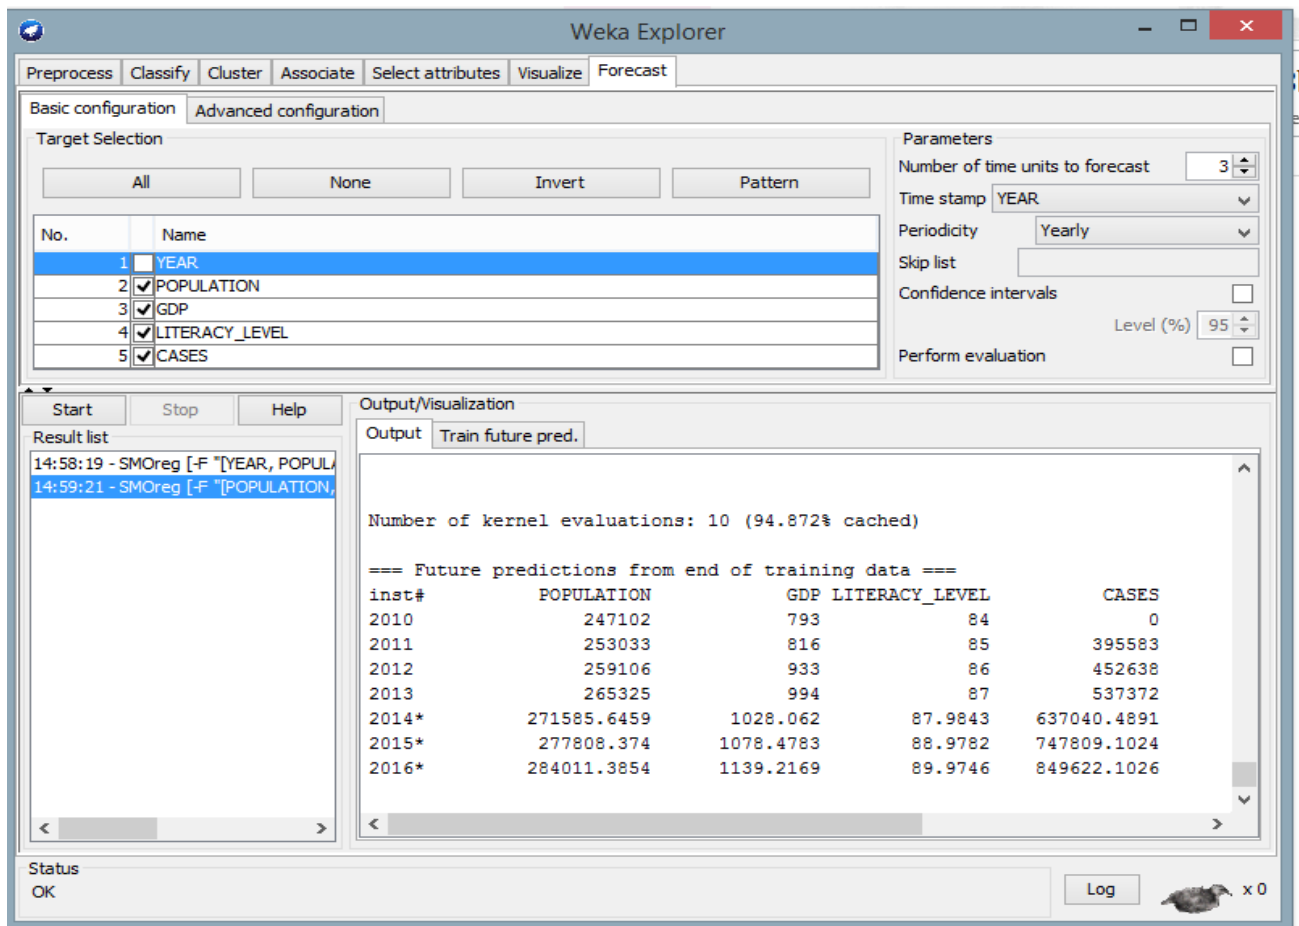 Weka Explorer
Preprocess Classify Cluster Associate Select attributes Visualize Forecast
Basic configuration Advanced configuration
Target Selection
All None Invert Pattern
No. Name
1 YEAR
2 POPULATION
3 GDP
4 LITERACY_LEVEL
5 CASES
Parameters
Number of time units to forecast 3
Time stamp YEAR
Periodicity Yearly
Skip list
Confidence intervals
Level (%) 95
Perform evaluation
Start Stop Help
Result list
14:58:19 - SMOreg [-F "[YEAR, POPUL
14:59:21 - SMOreg [-F "[POPULATION,
Output/Visualization
Output Train future pred.
Number of kernel evaluations: 10 (94.872% cached)
=== Future predictions from end of training data ===
inst# POPULATION GDP LITERACY_LEVEL CASES
2010 247102 793 84 0
2011 253033 816 85 395583
2012 259106 933 86 452638
2013 265325 994 87 537372
2014* 271585.6459 1028.062 87.9843 637040.4891
2015* 277808.374 1078.4783 88.9782 747809.1024
2016* 284011.3854 1139.2169 89.9746 849622.1026
Status
OK
Log x 0